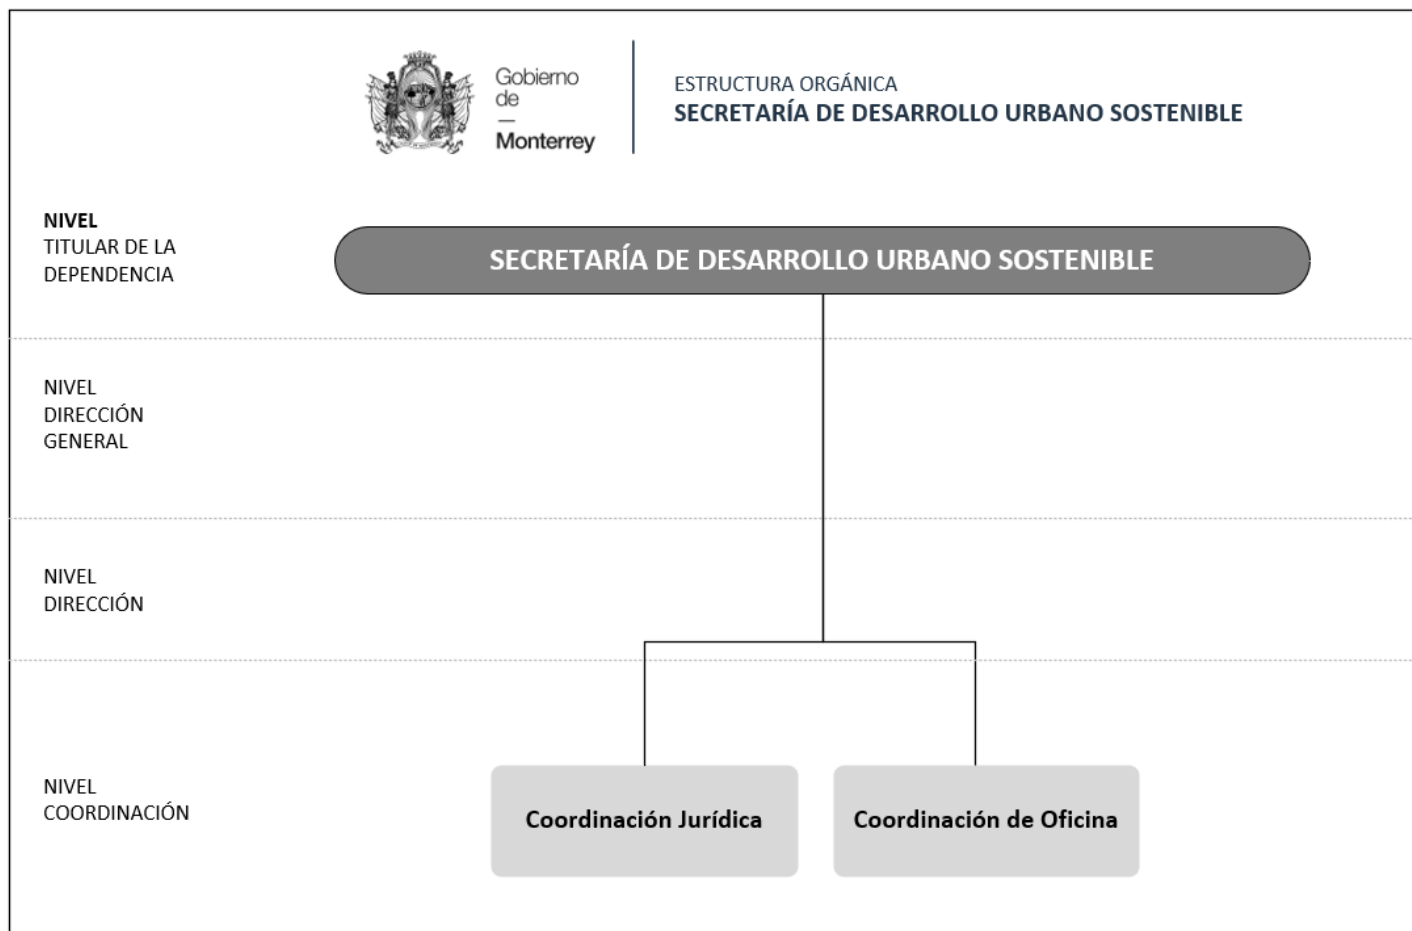 Gobierno
de
—
Monterrey
ESTRUCTURA ORGÁNICA
SECRETARÍA DE DESARROLLO URBANO SOSTENIBLE
NIVEL
TITULAR DE LA
DEPENDENCIA
SECRETARÍA DE DESARROLLO URBANO SOSTENIBLE
NIVEL
DIRECCIÓN
GENERAL
NIVEL
DIRECCIÓN
NIVEL
COORDINACIÓN
Coordinación Jurídica
Coordinación de Oficina